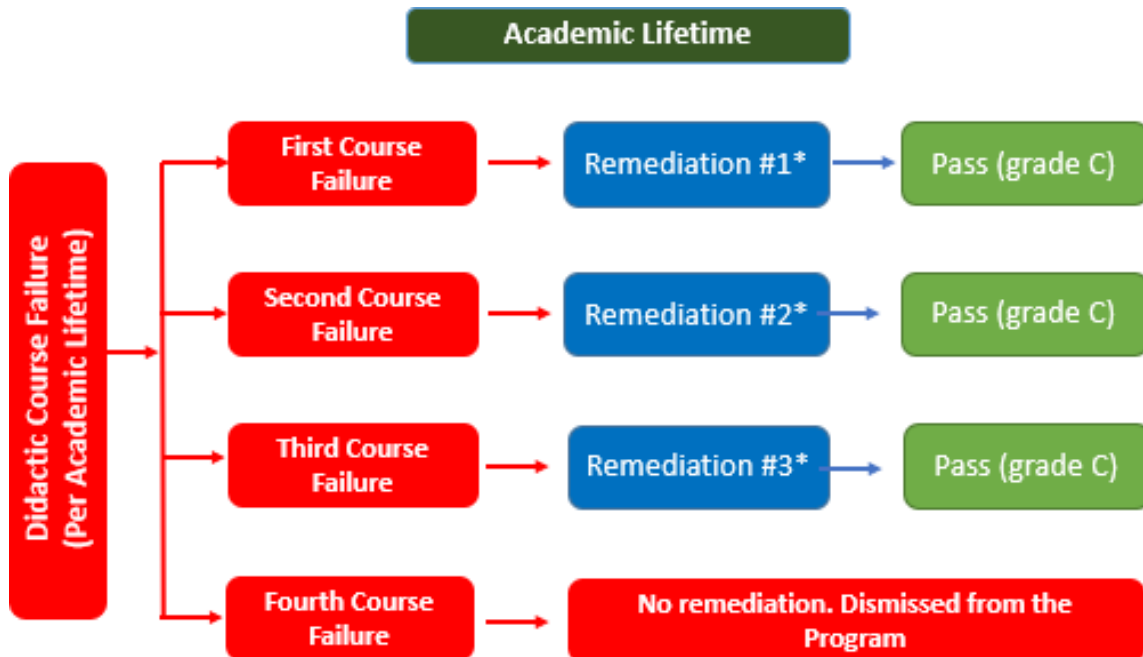 Academic Lifetime
Didactic Course Failure
(Per Academic Lifetime)
First Course
Failure
Remediation #1*
Pass (grade C)
Second Course
Failure
Remediation #2*
Pass (grade C)
Third Course
Failure
Remediation #3*
Pass (grade C)
Fourth Course
Failure
No remediation. Dismissed from the
Program